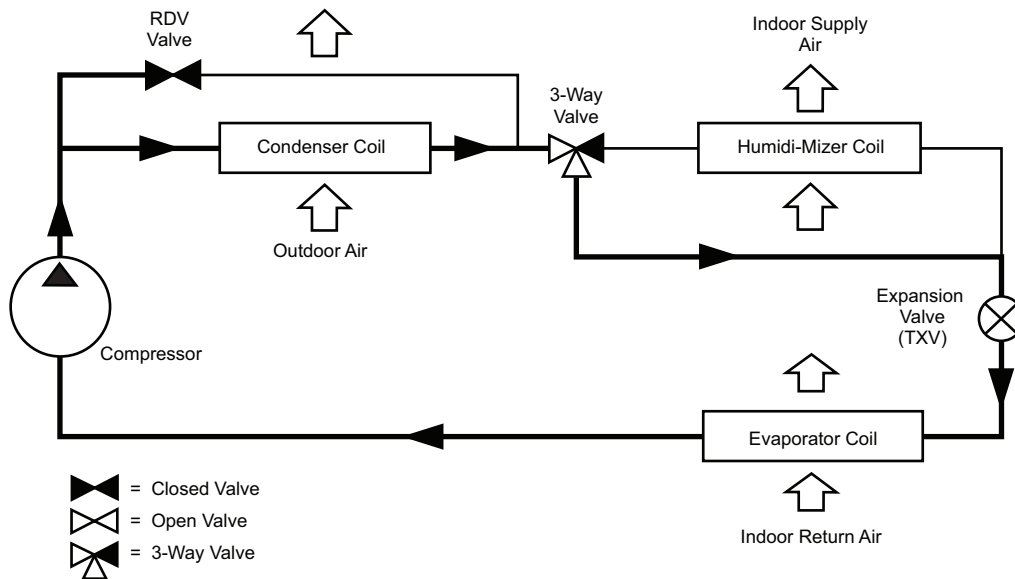 RDV
Valve
Indoor Supply
Air
3-Way
Valve
Condenser Coil
Humidi-Mizer Coil
Outdoor Air
Expansion
Valve
(TXV)
Compressor
Evaporator Coil
Indoor Return Air
= Closed Valve
= Open Valve
= 3-Way Valve